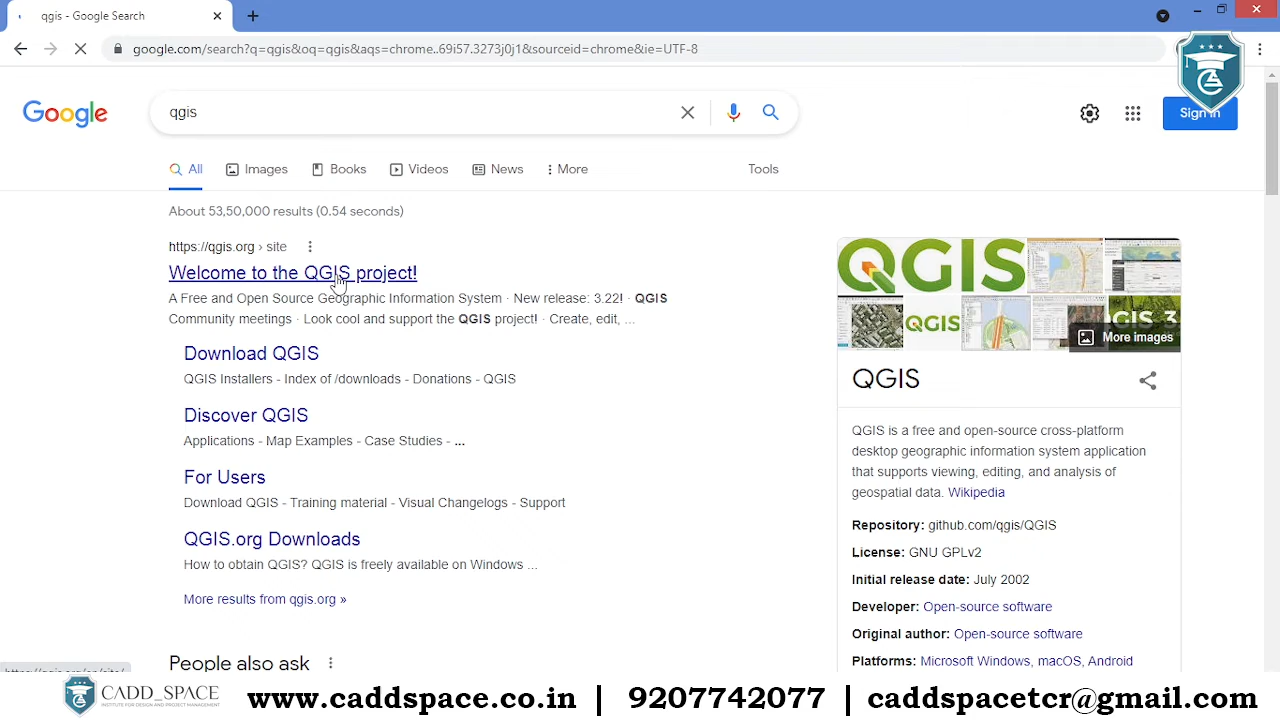 qgis - Google Search
google.com/search?q=qgis&oq=qgis&aqs=chrome..69i57.3273j0j1&sourceid=chrome&ie=UTF-8
Google
qgis
Sign in
All
Images
Books
Videos
News
More
Tools
About 53,50,000 results (0.54 seconds)
https://qgis.org › site
Welcome to the QGIS project!
A Free and Open Source Geographic Information System · New release: 3.22! · QGIS
Community meetings · Look cool and support the QGIS project! · Create, edit, ...
Download QGIS
QGIS Installers - Index of /downloads - Donations - QGIS
Discover QGIS
Applications - Map Examples - Case Studies - ...
For Users
Download QGIS - Training material - Visual Changelogs - Support
QGIS.org Downloads
How to obtain QGIS? QGIS is freely available on Windows ...
More results from qgis.org »
People also ask
QGIS
QGIS
QGIS 3
More images
QGIS
QGIS is a free and open-source cross-platform
desktop geographic information system application
that supports viewing, editing, and analysis of
geospatial data. Wikipedia
Repository: github.com/qgis/QGIS
License: GNU GPLv2
Initial release date: July 2002
Developer: Open-source software
Original author: Open-source software
Platforms: Microsoft Windows, macOS, Android
CADD_SPACE
INSTITUTE FOR DESIGN AND PROJECT MANAGEMENT
www.caddspace.co.in | 9207742077 | caddspacetcr@gmail.com